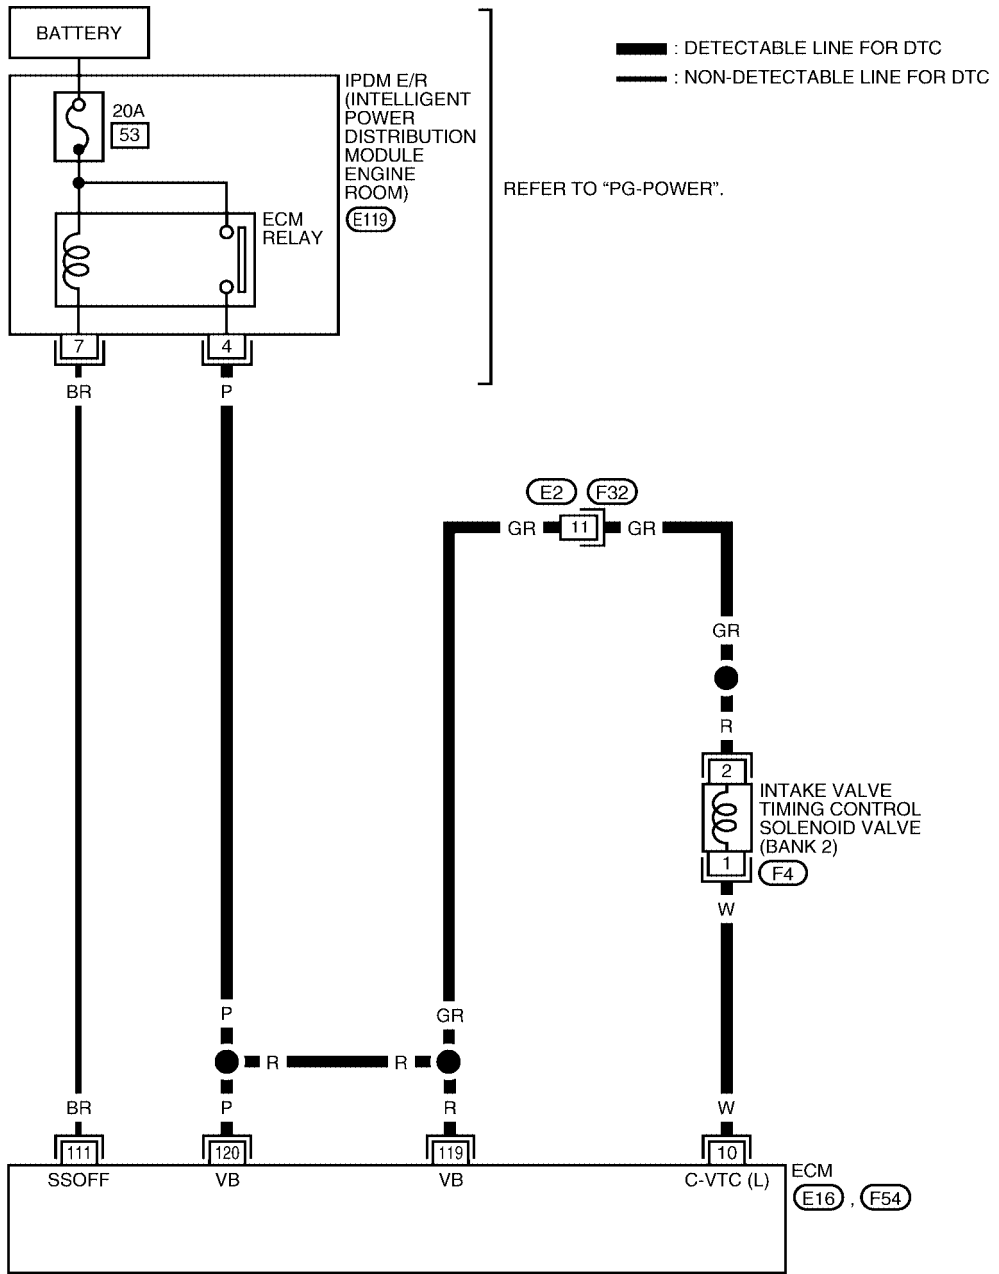 BATTERY
: DETECTABLE LINE FOR DTC
: NON-DETECTABLE LINE FOR DTC
IPDM E/R
(INTELLIGENT
POWER
DISTRIBUTION
MODULE
ENGINE
ROOM)
E119
20A
53
REFER TO “PG-POWER”.
ECM
RELAY
7
4
BR
P
E2
F32
GR
11
GR
GR
R
2
INTAKE VALVE
TIMING CONTROL
SOLENOID VALVE
(BANK 2)
1
F4
W
P
GR
R
R
BR
P
R
W
111
120
119
10
SSOFF
VB
VB
C-VTC (L)
ECM
E16 , F54